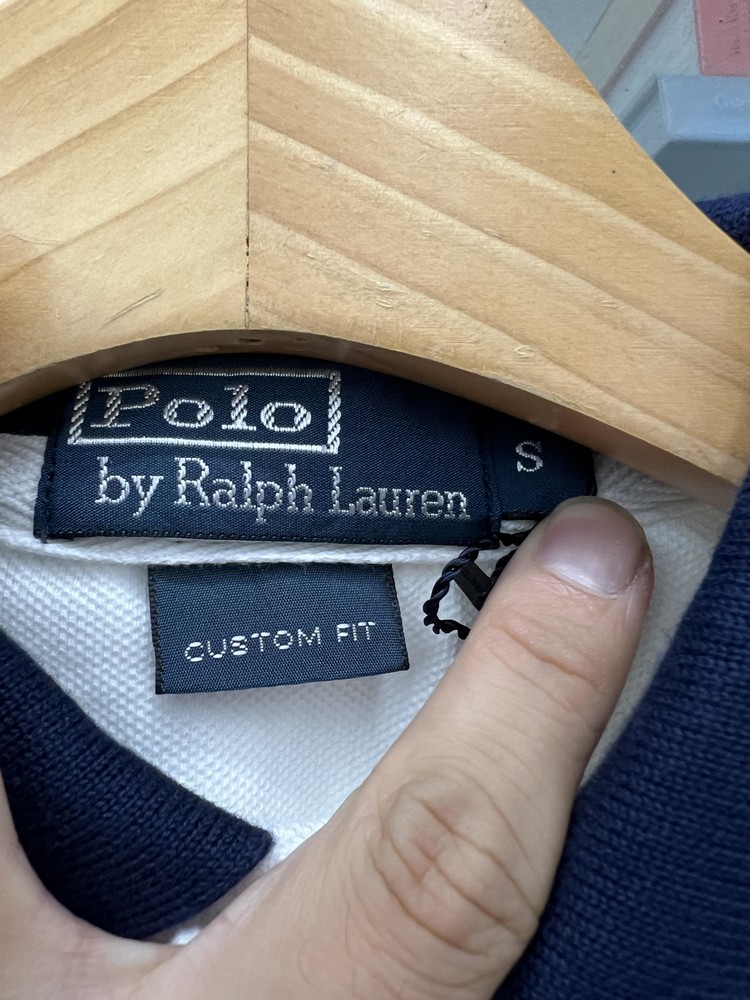 Polo
by Ralph Lauren
S
CUSTOM FIT